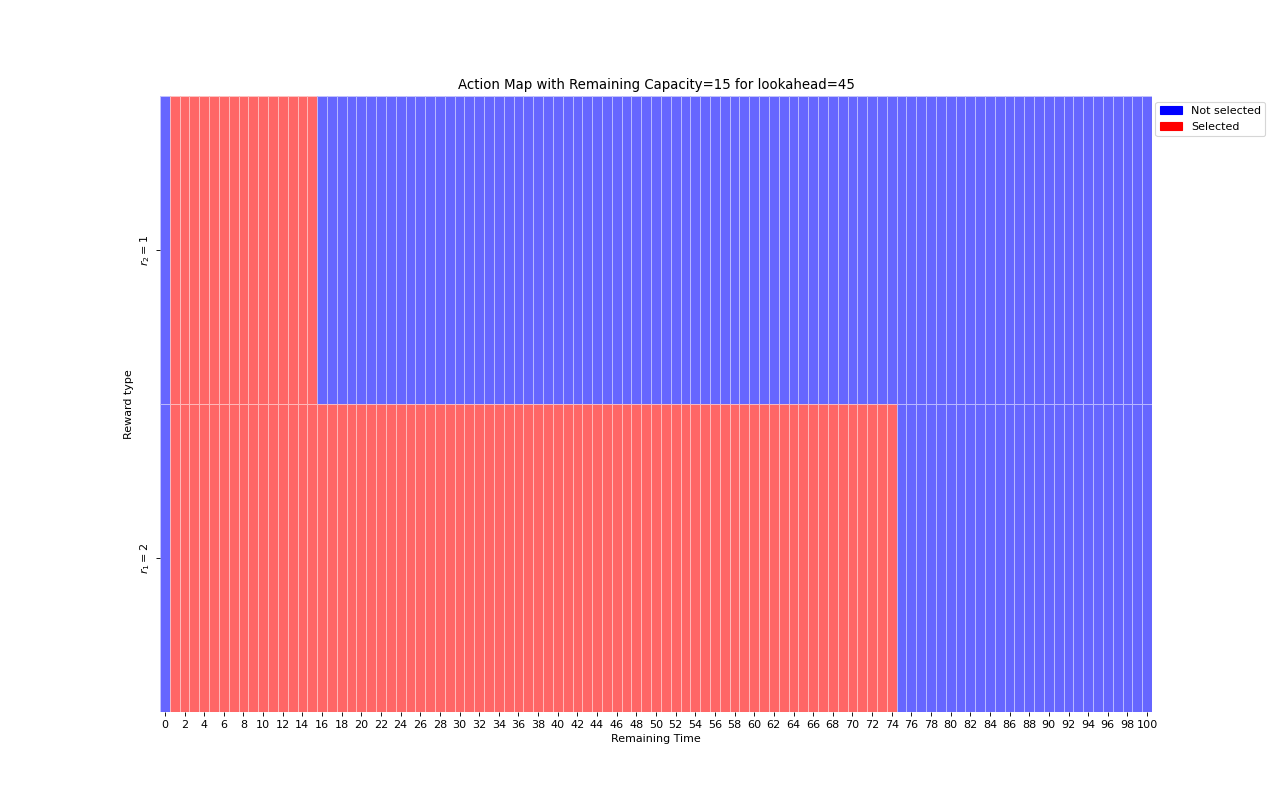 Action Map with Remaining Capacity=15 for lookahead=45
Not selected
Selected
r₂ = 1
Reward type
r₁ = 2
0 2 4 6 8 10 12 14 16 18 20 22 24 26 28 30 32 34 36 38 40 42 44 46 48 50 52 54 56 58 60 62 64 66 68 70 72 74 76 78 80 82 84 86 88 90 92 94 96 98 100
Remaining Time